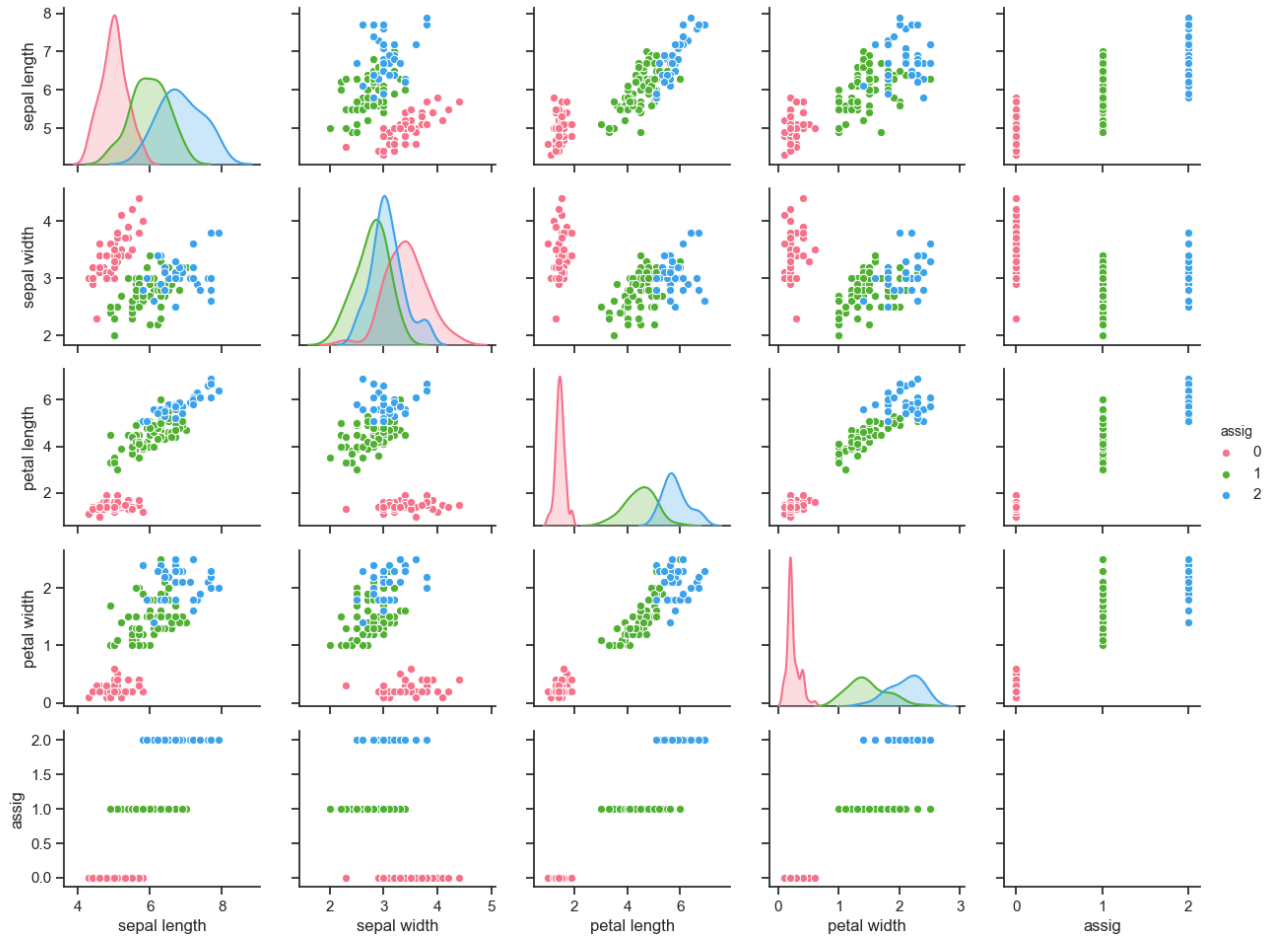 8
7
6
5
sepal length
4
3
2
sepal width
6
4
2
petal length
2
1
0
petal width
2.0
1.5
1.0
0.5
0.0
assig
4 6 8
2 3 4 5
2 4 6
0 1 2 3
0 1 2
sepal length sepal width petal length petal width assig
assig
0
1
2